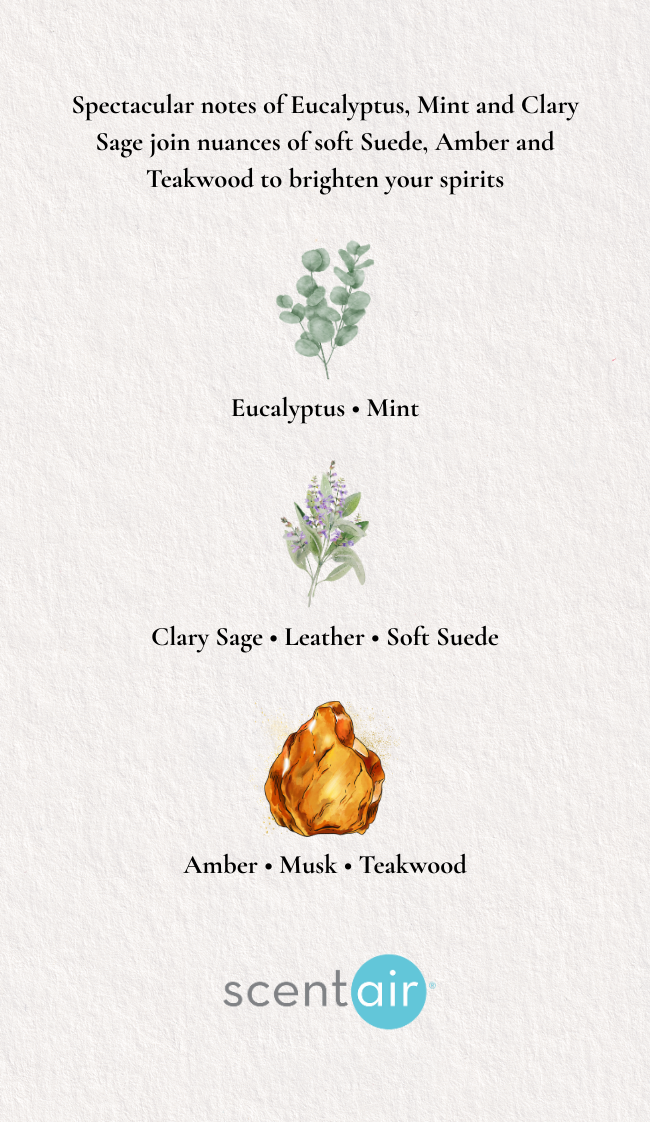 Spectacular notes of Eucalyptus, Mint and Clary
Sage join nuances of soft Suede, Amber and
Teakwood to brighten your spirits
Eucalyptus • Mint
Clary Sage • Leather • Soft Suede
Amber • Musk • Teakwood
scentair®